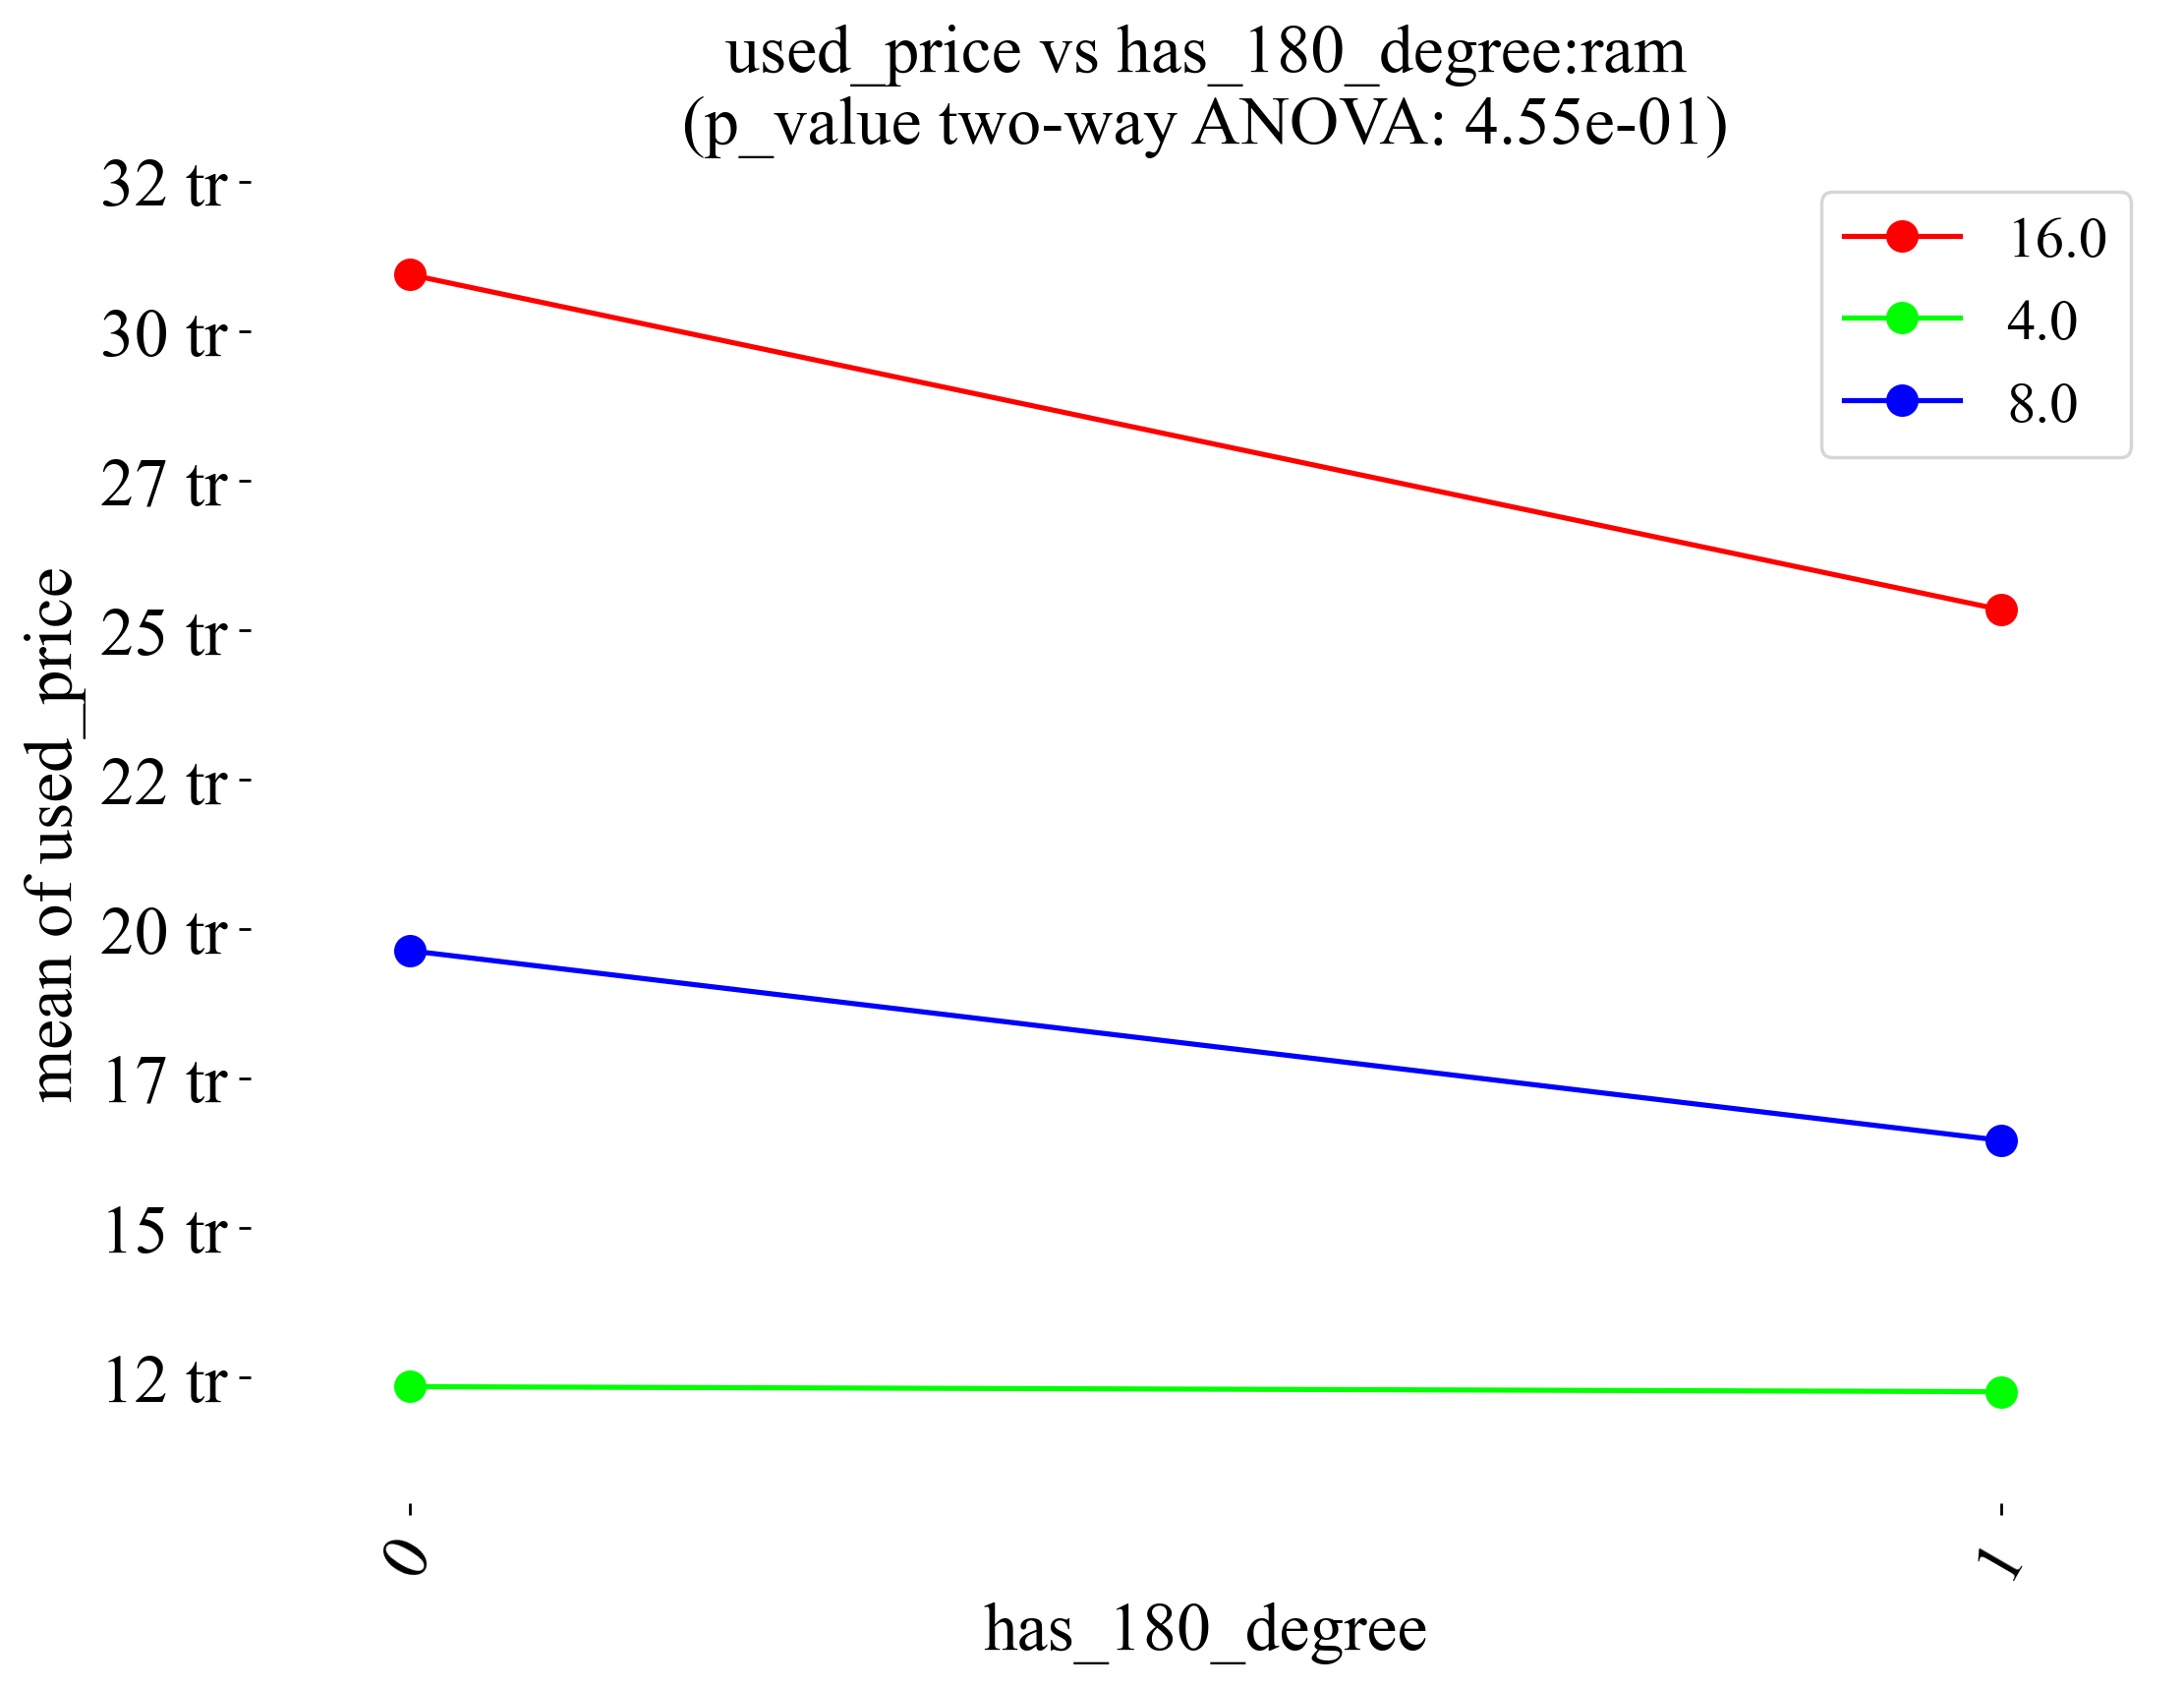 used_price vs has_180_degree:ram
(p_value two-way ANOVA: 4.55e-01)
32 tr
30 tr
27 tr
25 tr
22 tr
20 tr
17 tr
15 tr
12 tr
mean of used_price
16.0
4.0
8.0
0
1
has_180_degree